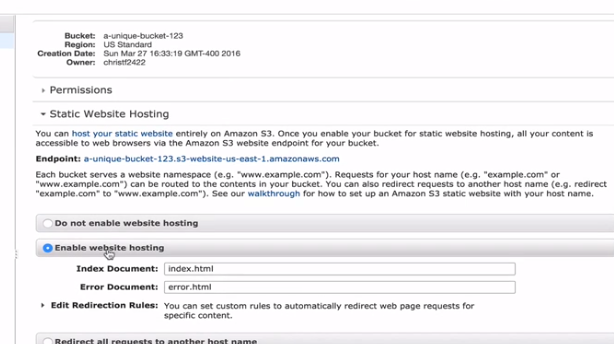 Bucket: a-unique-bucket-123
Region: US Standard
Creation Date: Sun Mar 27 16:33:19 GMT-400 2016
Owner: christf2422
Permissions
Static Website Hosting
You can host your static website entirely on Amazon S3. Once you enable your bucket for static website hosting, all your content is
accessible to web browsers via the Amazon S3 website endpoint for your bucket.
Endpoint: a-unique-bucket-123.s3-website-us-east-1.amazonaws.com
Each bucket serves a website namespace (e.g. "www.example.com"). Requests for your host name (e.g. "example.com" or
"www.example.com") can be routed to the contents in your bucket. You can also redirect requests to another host name (e.g. redirect
"example.com" to "www.example.com"). See our walkthrough for how to set up an Amazon S3 static website with your host name.
Do not enable website hosting
Enable website hosting
Index Document: index.html
Error Document: error.html
Edit Redirection Rules: You can set custom rules to automatically redirect web page requests for
specific content.
Redirect all requests to another host name